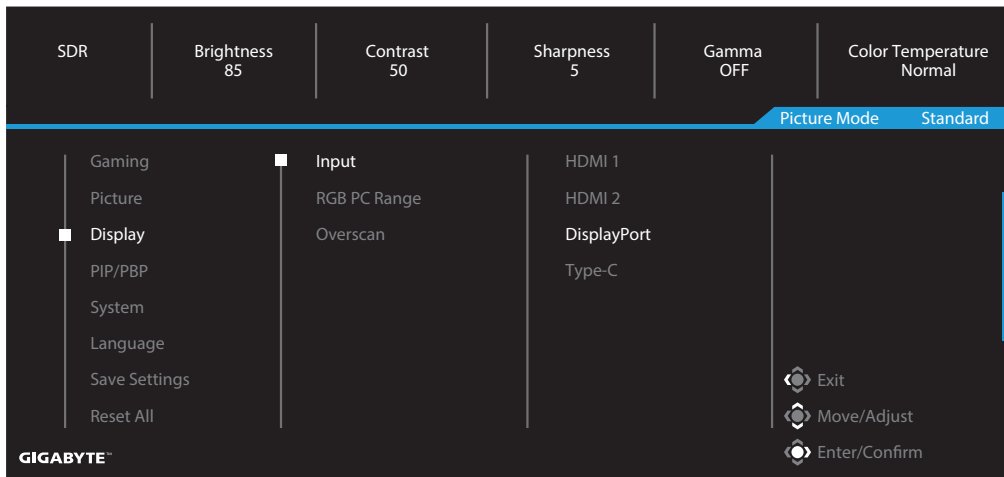 SDR
Brightness
85
Contrast
50
Sharpness
5
Gamma
OFF
Color Temperature
Normal
Picture Mode Standard
Gaming
Picture
Display
PIP/PBP
System
Language
Save Settings
Reset All
Input
RGB PC Range
Overscan
HDMI 1
HDMI 2
DisplayPort
Type-C
Exit
Move/Adjust
Enter/Confirm
GIGABYTE™